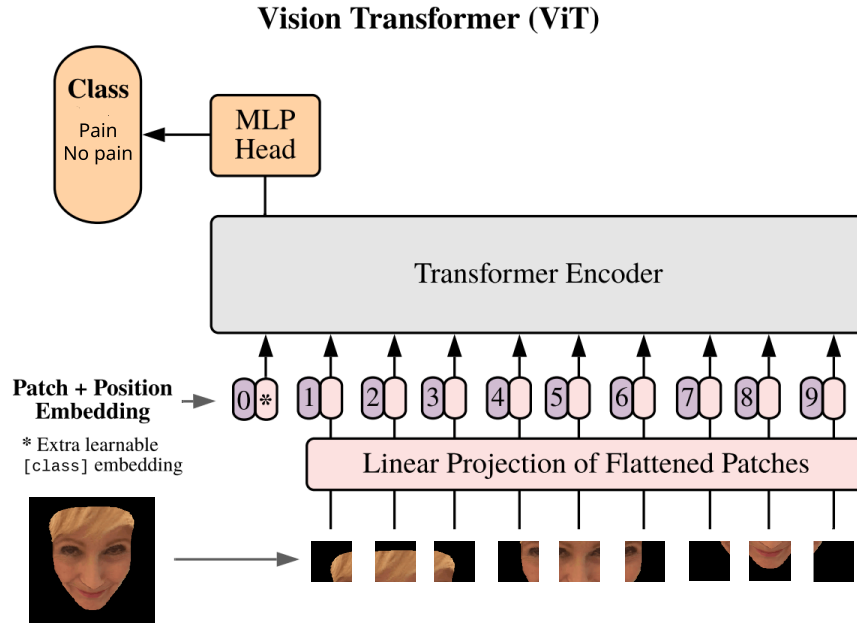 Vision Transformer (ViT)
Class
Pain
No pain
MLP
Head
Transformer Encoder
Patch + Position
Embedding
0 * 1 2 3 4 5 6 7 8 9
* Extra learnable
[class] embedding
Linear Projection of Flattened Patches